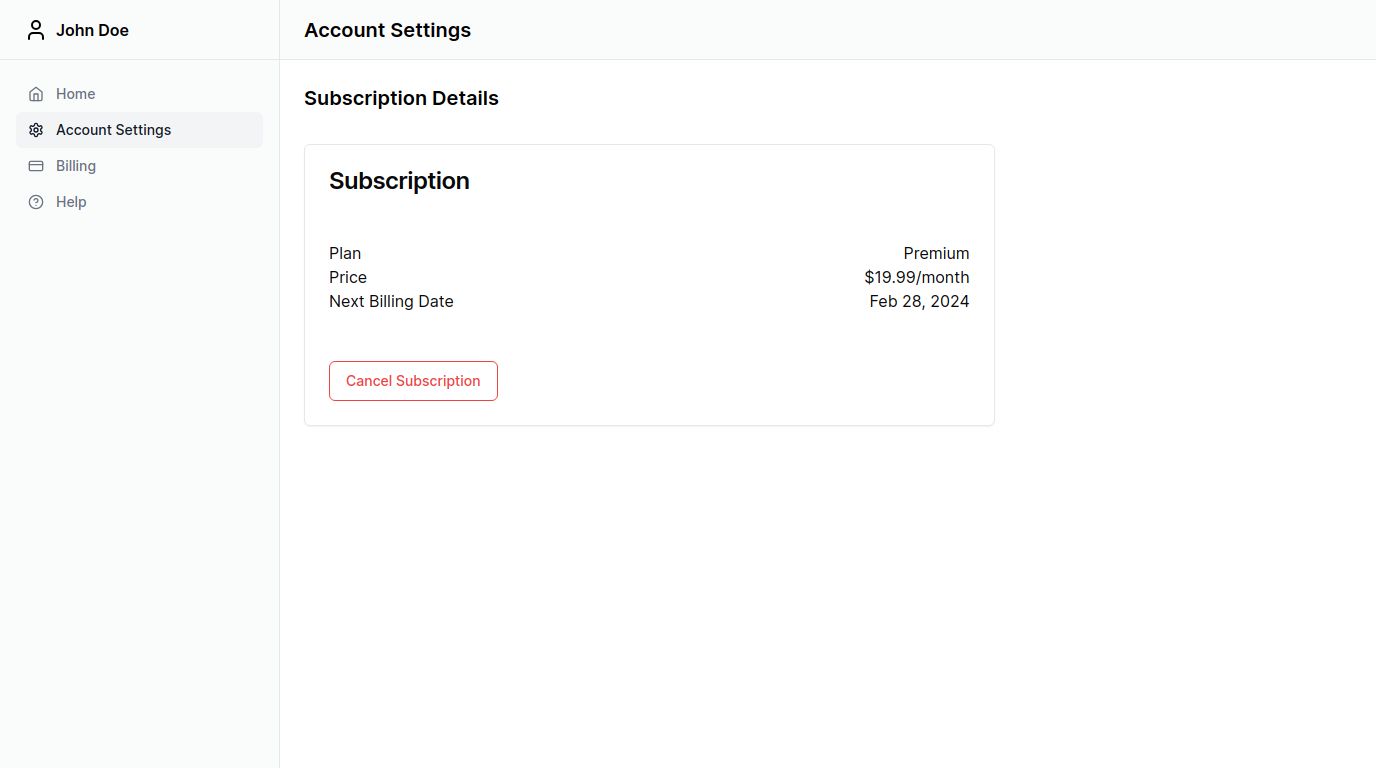 John Doe
Account Settings
Home
Account Settings
Billing
Help
Subscription Details
Subscription
Plan Premium
Price $19.99/month
Next Billing Date Feb 28, 2024
Cancel Subscription